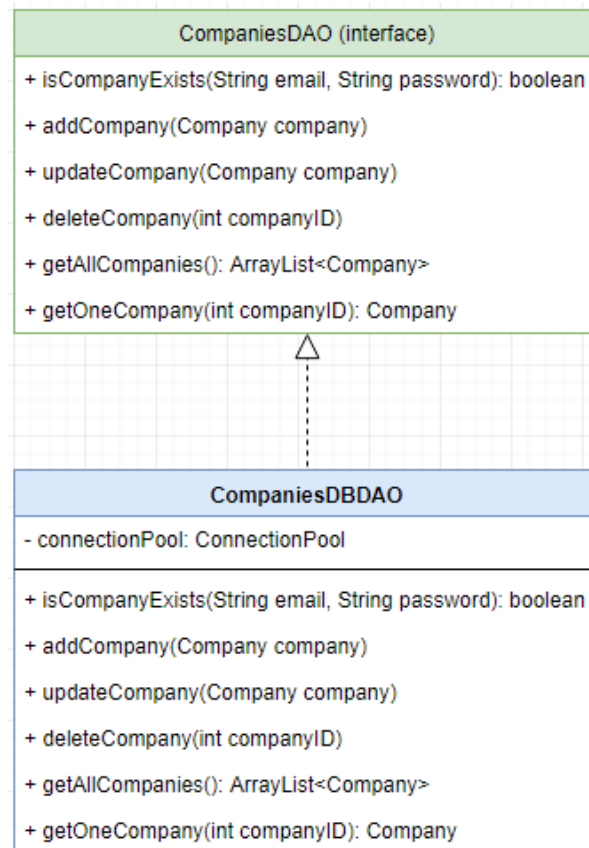 CompaniesDAO (interface)
+ isCompanyExists(String email, String password): boolean
+ addCompany(Company company)
+ updateCompany(Company company)
+ deleteCompany(int companyID)
+ getAllCompanies(): ArrayList<Company>
+ getOneCompany(int companyID): Company
CompaniesDBDAO
- connectionPool: ConnectionPool
+ isCompanyExists(String email, String password): boolean
+ addCompany(Company company)
+ updateCompany(Company company)
+ deleteCompany(int companyID)
+ getAllCompanies(): ArrayList<Company>
+ getOneCompany(int companyID): Company